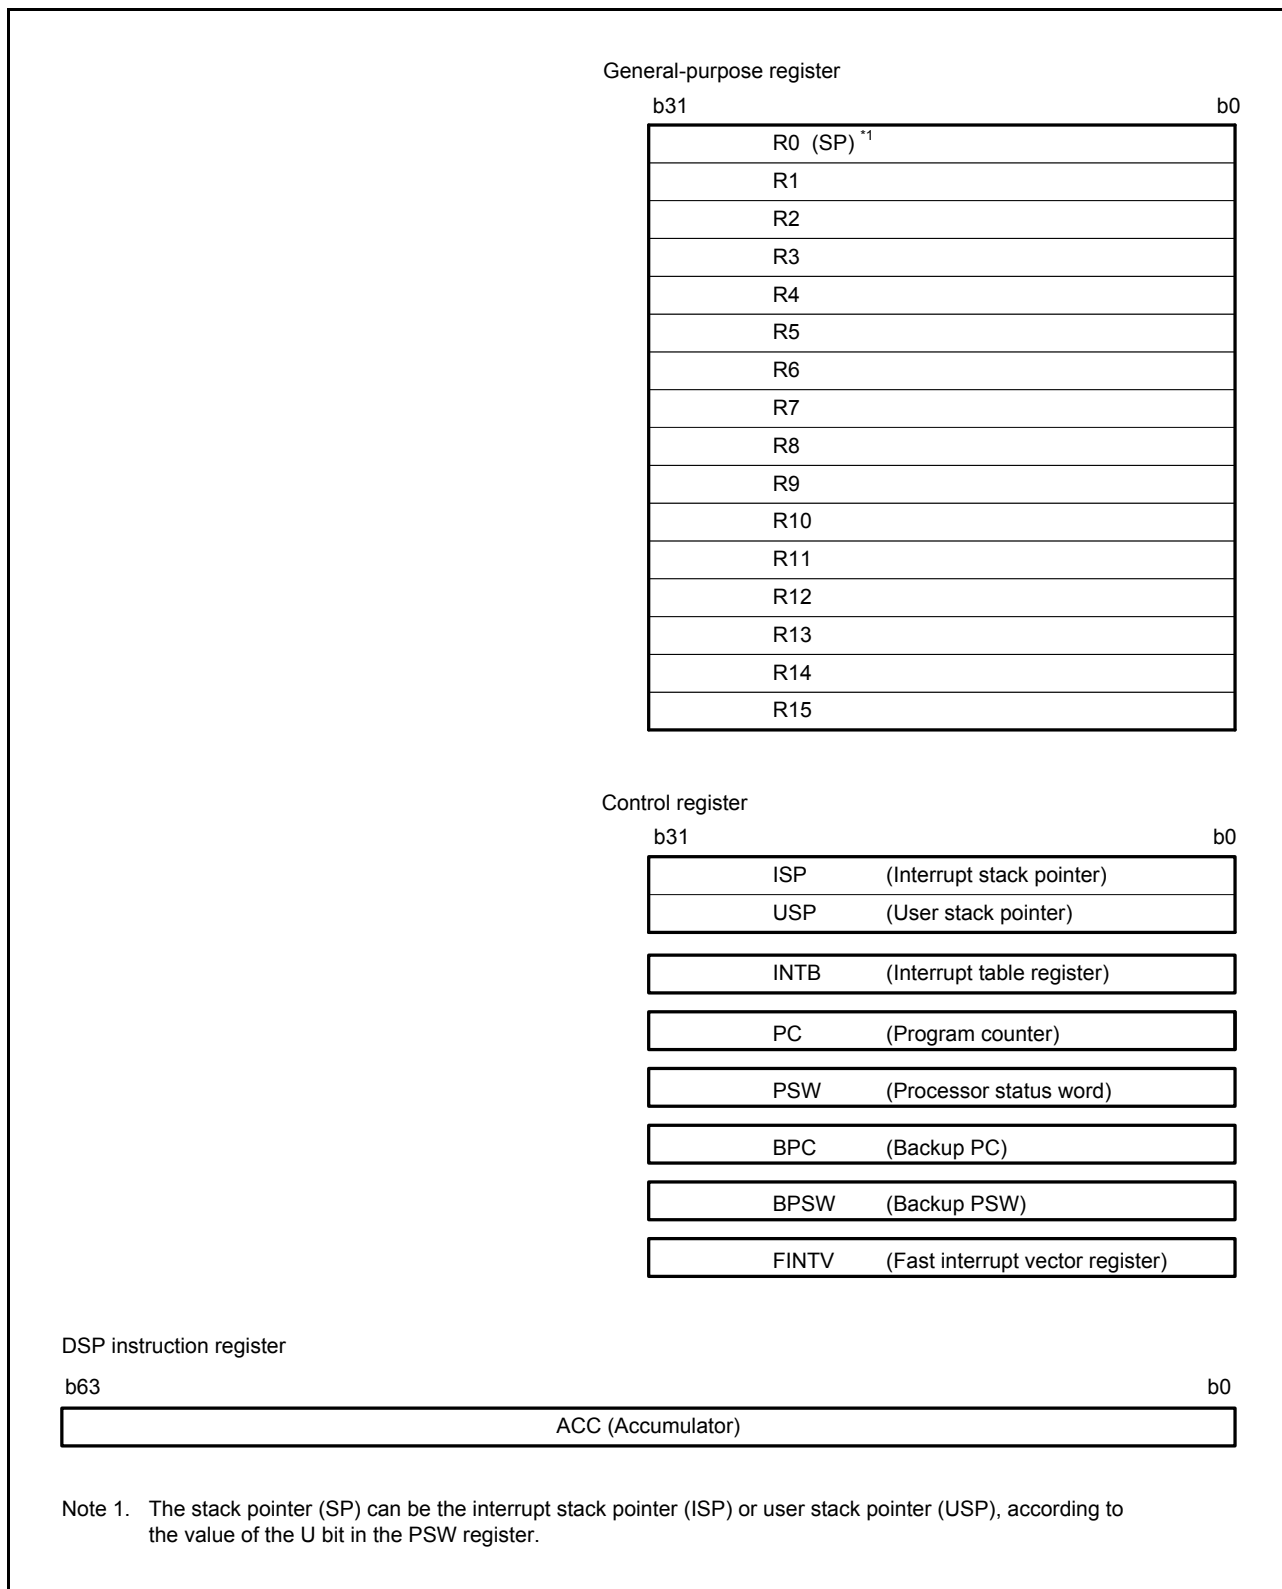 General-purpose register
b31 b0
R0 (SP) *1
R1
R2
R3
R4
R5
R6
R7
R8
R9
R10
R11
R12
R13
R14
R15
Control register
b31 b0
ISP (Interrupt stack pointer)
USP (User stack pointer)
INTB (Interrupt table register)
PC (Program counter)
PSW (Processor status word)
BPC (Backup PC)
BPSW (Backup PSW)
FINTV (Fast interrupt vector register)
DSP instruction register
b63 b0
ACC (Accumulator)
Note 1. The stack pointer (SP) can be the interrupt stack pointer (ISP) or user stack pointer (USP), according to
the value of the U bit in the PSW register.